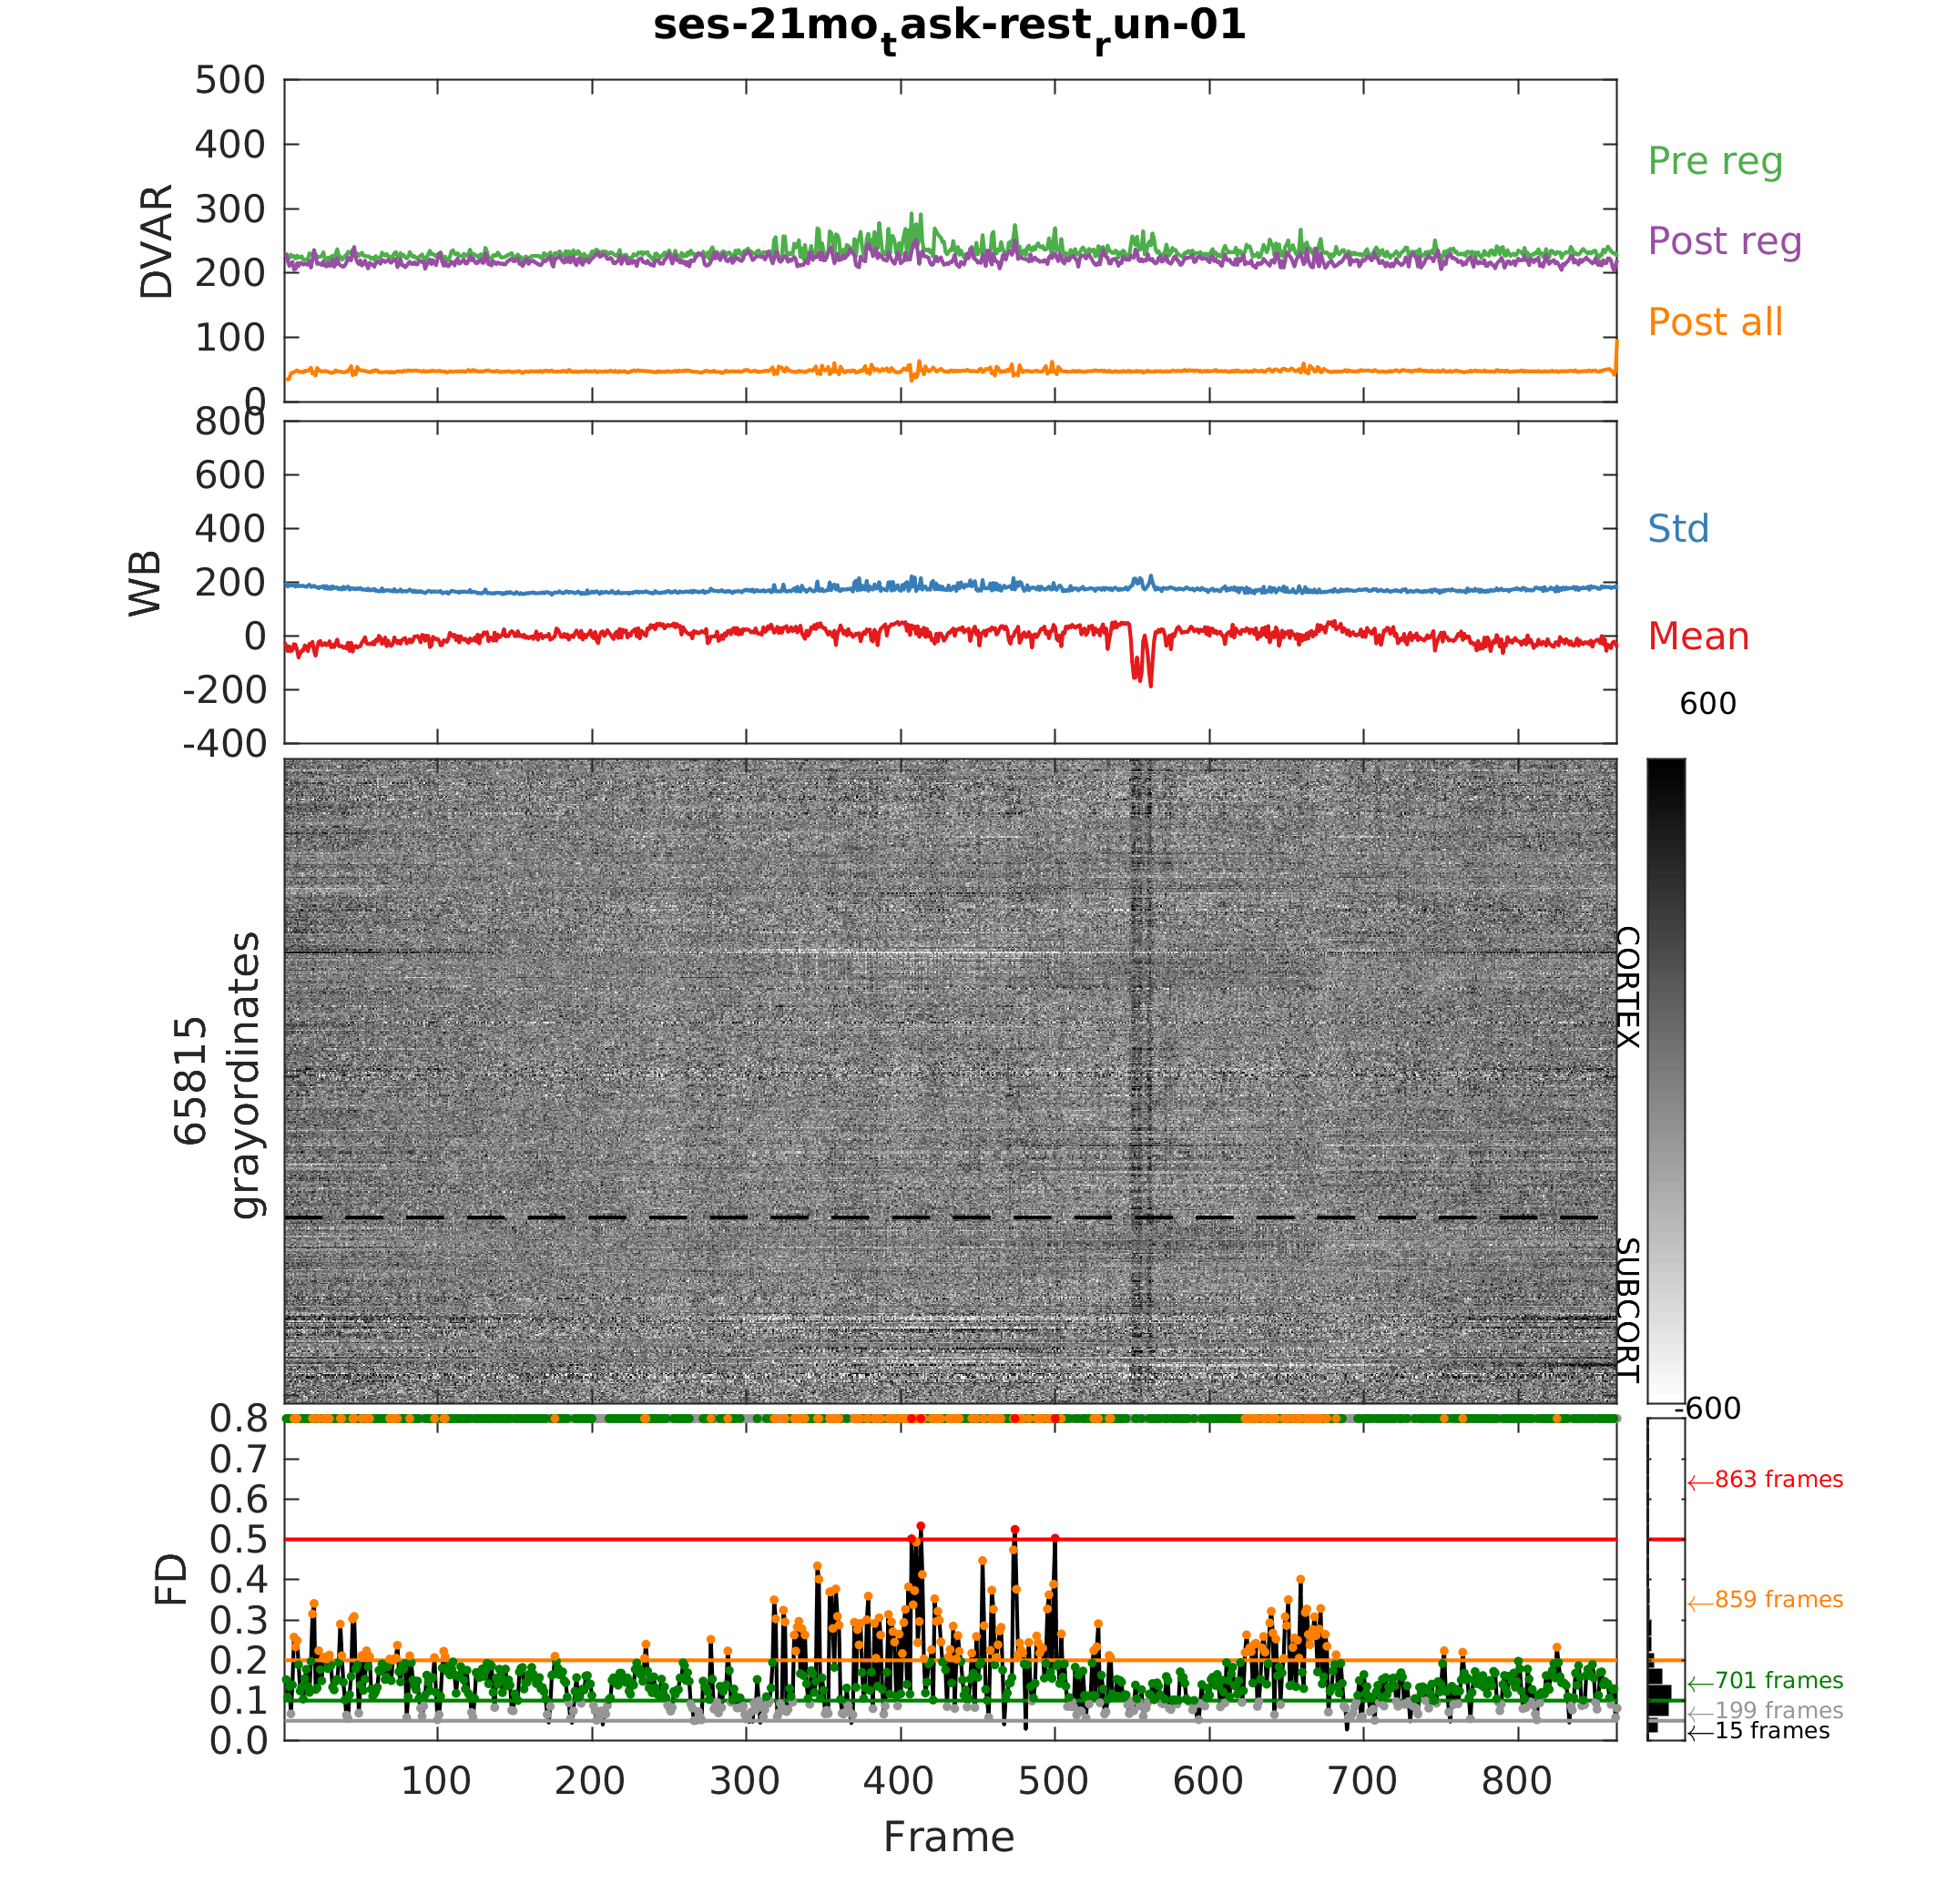 ses-21mo_task-rest_run-01
500
400
300
200
100
0
DVAR
Pre reg
Post reg
Post all
800
600
400
200
0
-200
-400
WB
Std
Mean
600
65815
grayordinates
CORTEX
SUBCORT
-600
0.8
0.7
0.6
0.5
0.4
0.3
0.2
0.1
0.0
FD
←863 frames
←859 frames
←701 frames
←199 frames
←15 frames
100 200 300 400 500 600 700 800
Frame